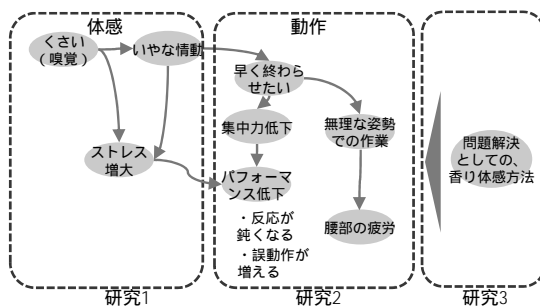 体感
くさい
（嗅覚）
いやな情動
ストレス
増大
動作
早く終わら
せたい
集中力低下
無理な姿勢
での作業
パフォーマ
ンス低下
・反応が
鈍くなる
・誤動作が
増える
腰部の疲労
問題解決
としての、
香り体感方法
研究1
研究2
研究3